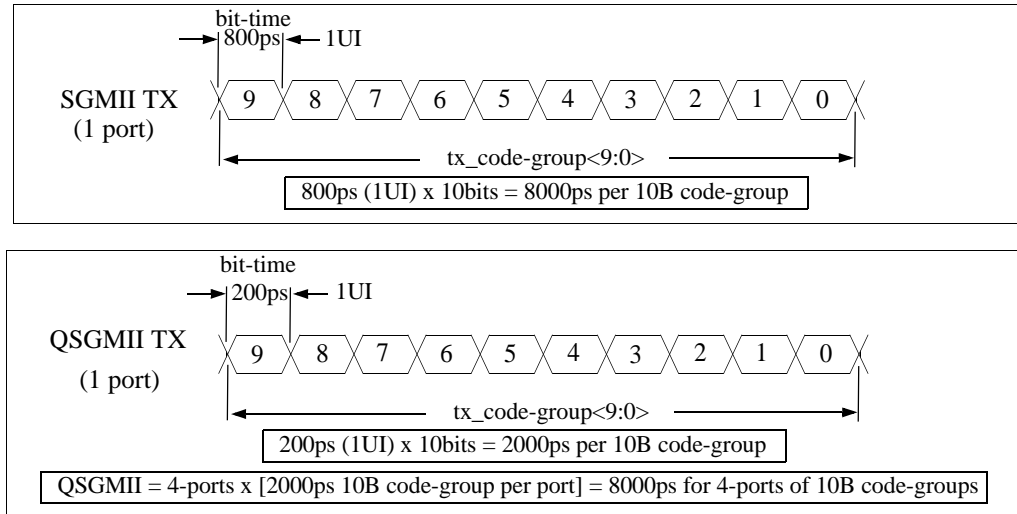 bit-time
800ps 1UI
SGMII TX
(1 port)
9 8 7 6 5 4 3 2 1 0
tx_code-group<9:0>
800ps (1UI) x 10bits = 8000ps per 10B code-group
bit-time
200ps 1UI
QSGMII TX
(1 port)
9 8 7 6 5 4 3 2 1 0
tx_code-group<9:0>
200ps (1UI) x 10bits = 2000ps per 10B code-group
QSGMII = 4-ports x [2000ps 10B code-group per port] = 8000ps for 4-ports of 10B code-groups